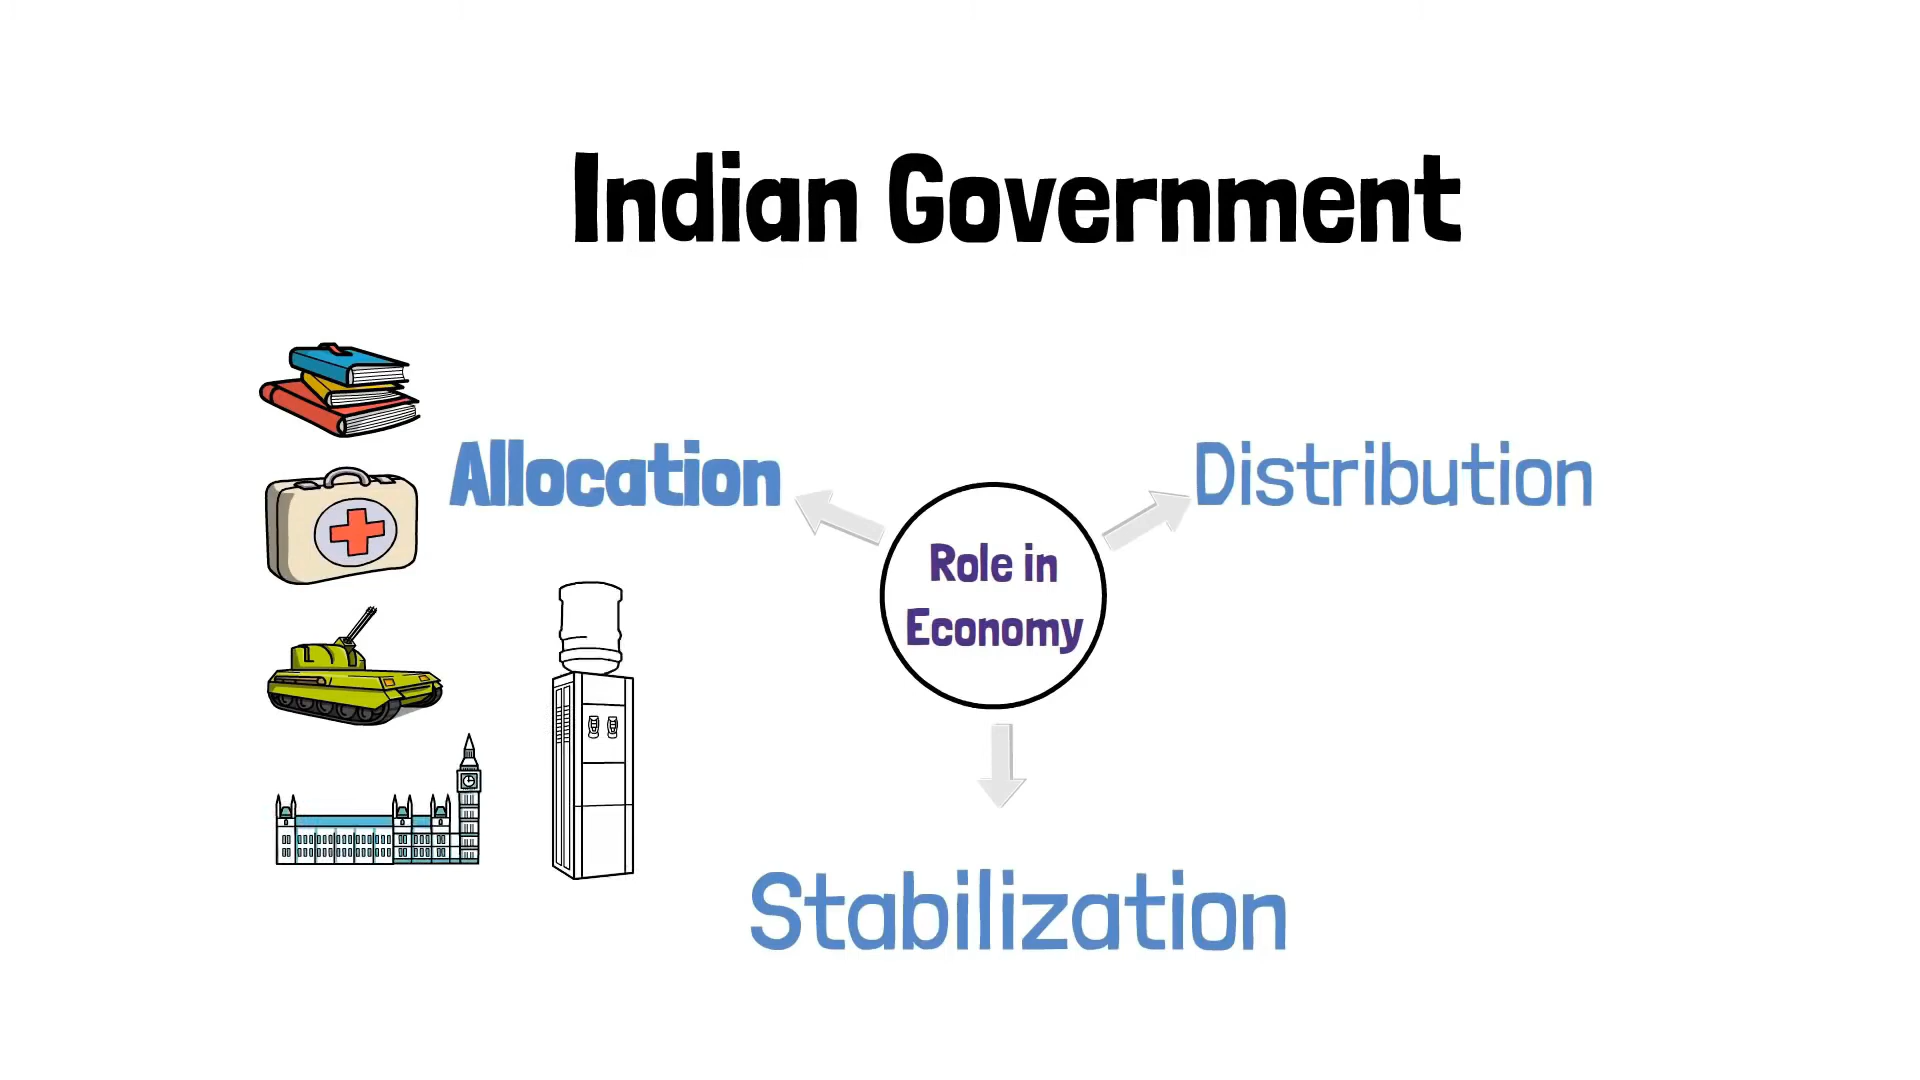 Indian Government
Allocation
Distribution
Role in
Economy
Stabilization